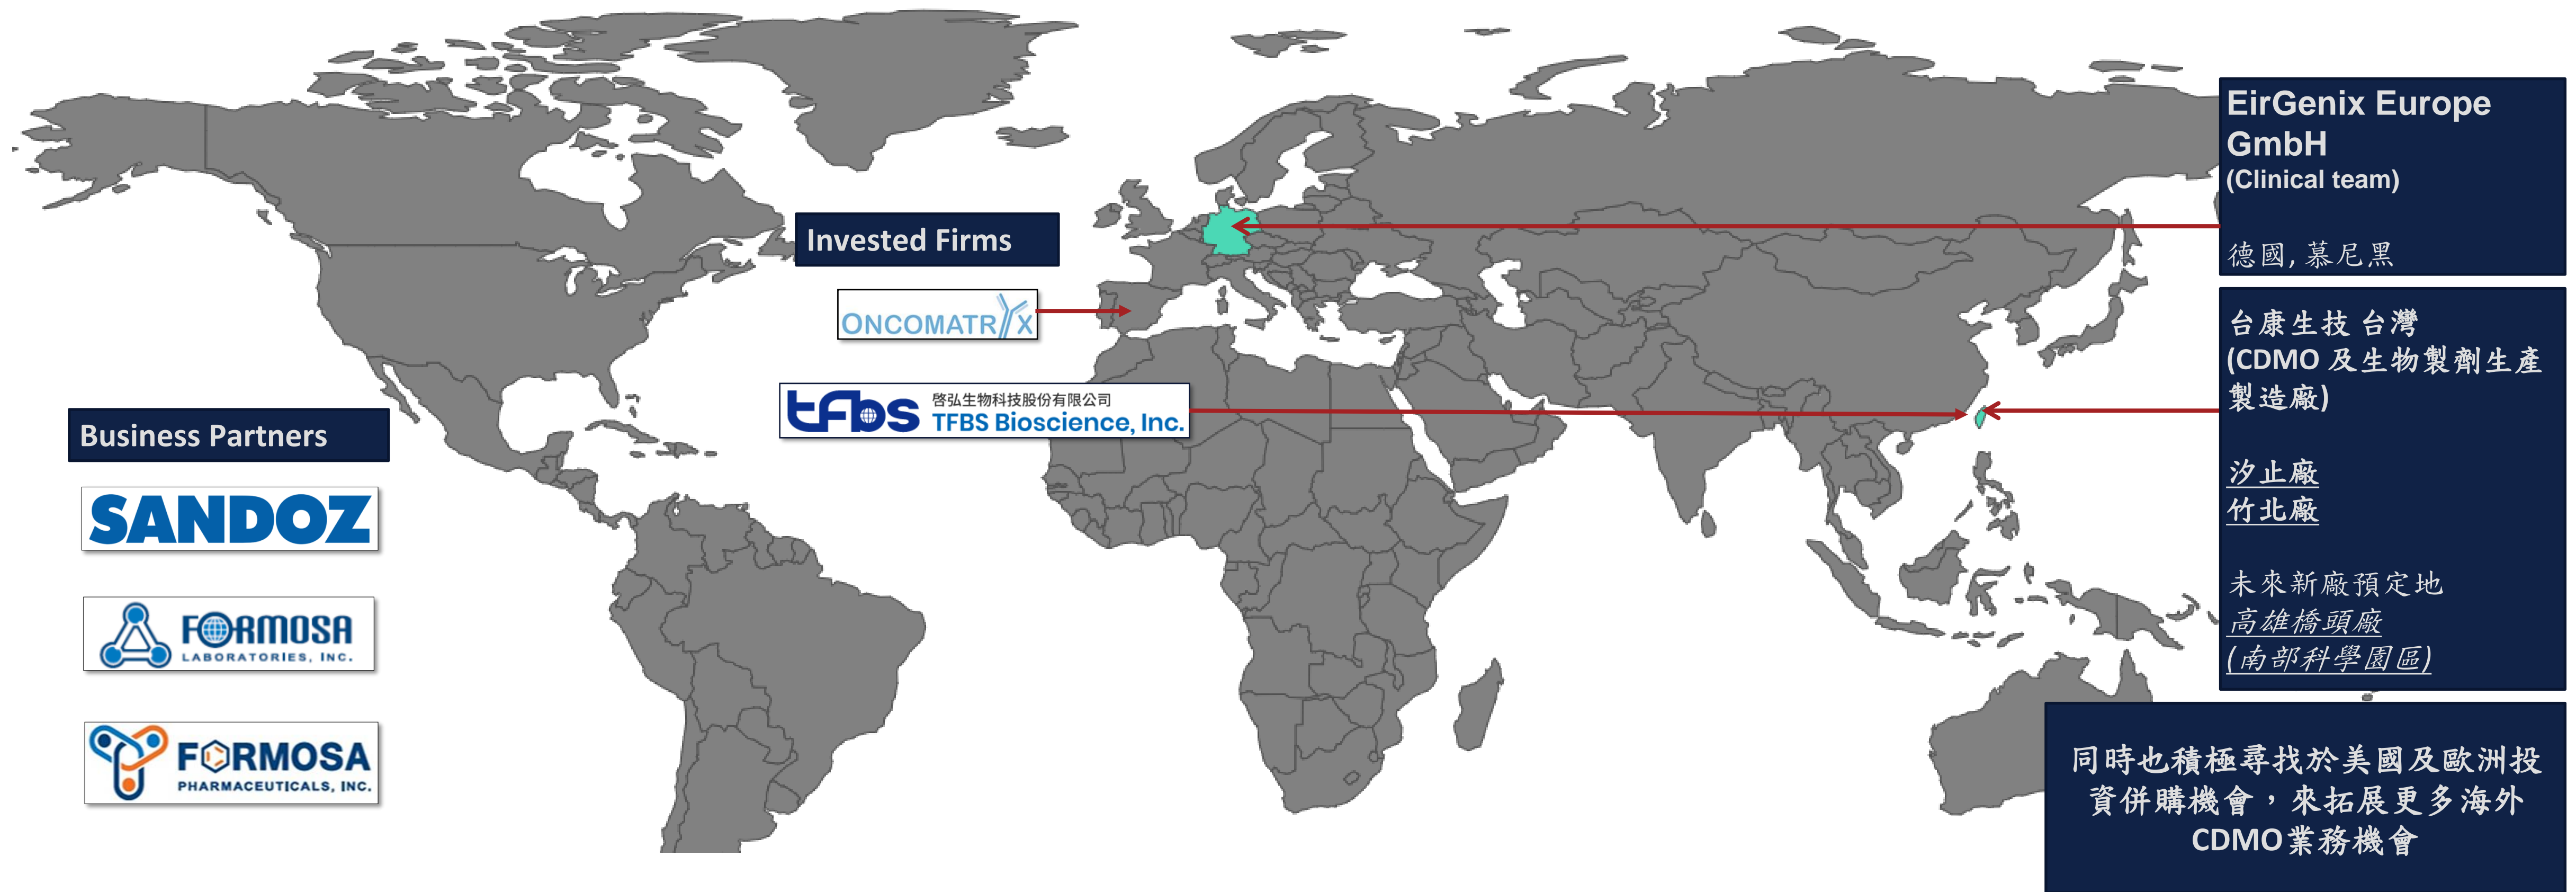 Business Partners
SANDOZ
FORMOSA
LABORATORIES, INC.
FORMOSA
PHARMACEUTICALS, INC.
Invested Firms
ONCOMATRYX
tfbs
啓弘生物科技股份有限公司
TFBS Bioscience, Inc.
EirGenix Europe
GmbH
(Clinical team)
德國, 慕尼黑
台康生技 台灣
(CDMO 及生物製劑生產
製造廠)
汐止廠
竹北廠
未來新廠預定地
高雄橋頭廠
(南部科學園區)
同時也積極尋找於美國及歐洲投
資併購機會，來拓展更多海外
CDMO業務機會